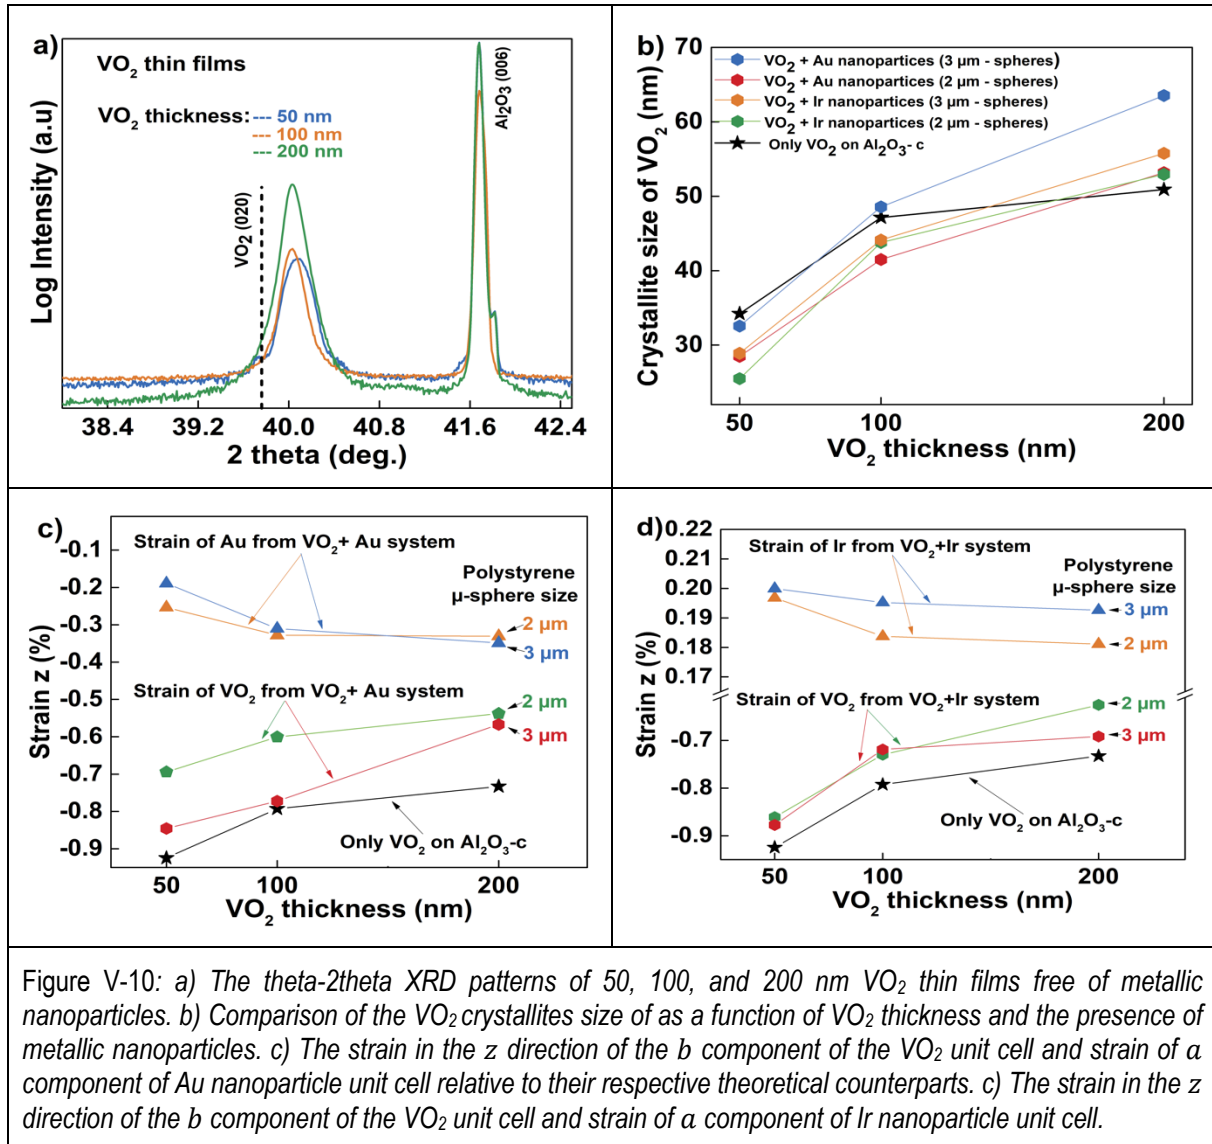 a)
VO2 thin films
VO2 thickness:
--- 50 nm
--- 100 nm
--- 200 nm
VO2 (020)
Al2O3 (006)
Log Intensity (a.u)
38.4 39.2 40.0 40.8 41.6 42.4
2 theta (deg.)
b)
70
60
50
40
30
Crystallite size of VO2 (nm)
VO2 + Au nanopartices (3 µm - spheres)
VO2 + Au nanopartices (2 µm - spheres)
VO2 + Ir nanopartices (3 µm - spheres)
VO2 + Ir nanopartices (2 µm - spheres)
Only VO2 on Al2O3- c
50 100 200
VO2 thickness (nm)
c)
-0.1
-0.2
-0.3
-0.4
-0.5
-0.6
-0.7
-0.8
-0.9
Strain z (%)
Strain of Au from VO2+ Au system
Polystyrene
µ-sphere size
2 µm
3 µm
Strain of VO2 from VO2+ Au system
2 µm
3 µm
Only VO2 on Al2O3-c
50 100 200
VO2 thickness (nm)
d)
0.22
0.21
0.20
0.19
0.18
0.17
-0.7
-0.8
-0.9
Strain z (%)
Strain of Ir from VO2+Ir system
Polystyrene
µ-sphere size
3 µm
2 µm
Strain of VO2 from VO2+Ir system
2 µm
3 µm
Only VO2 on Al2O3-c
50 100 200
VO2 thickness (nm)
Figure V-10: a) The theta-2theta XRD patterns of 50, 100, and 200 nm VO2 thin films free of metallic
nanoparticles. b) Comparison of the VO2 crystallites size of as a function of VO2 thickness and the presence of
metallic nanoparticles. c) The strain in the z direction of the b component of the VO2 unit cell and strain of a
component of Au nanoparticle unit cell relative to their respective theoretical counterparts. c) The strain in the z
direction of the b component of the VO2 unit cell and strain of a component of Ir nanoparticle unit cell.